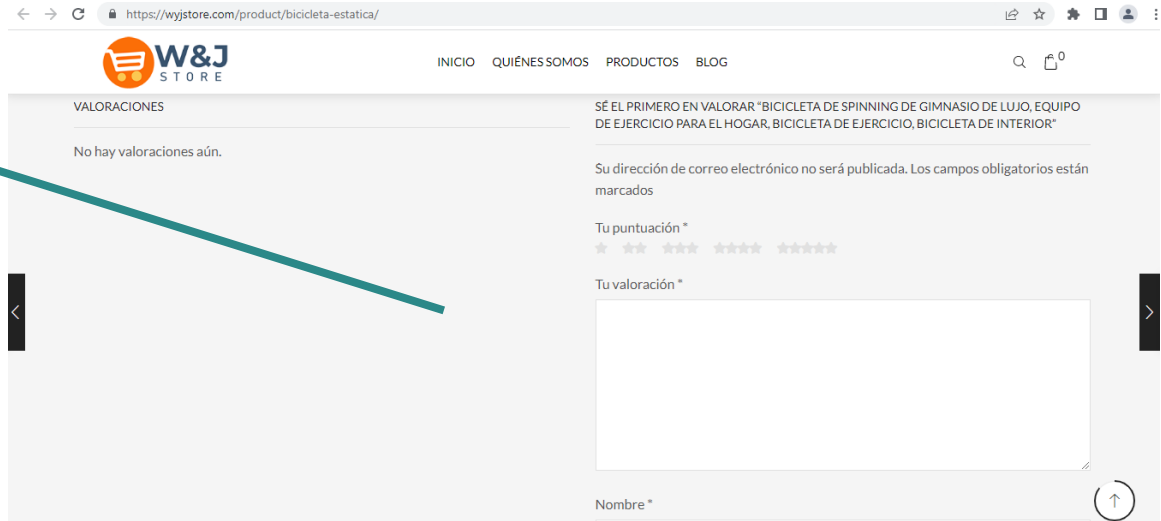 https://wyjstore.com/product/bicicleta-estatica/
W&J
STORE
INICIO QUIÉNES SOMOS PRODUCTOS BLOG
0
VALORACIONES
No hay valoraciones aún.
SÉ EL PRIMERO EN VALORAR “BICICLETA DE SPINNING DE GIMNASIO DE LUJO, EQUIPO
DE EJERCICIO PARA EL HOGAR, BICICLETA DE EJERCICIO, BICICLETA DE INTERIOR”
Su dirección de correo electrónico no será publicada. Los campos obligatorios están
marcados
Tu puntuación *
Tu valoración *
Nombre *